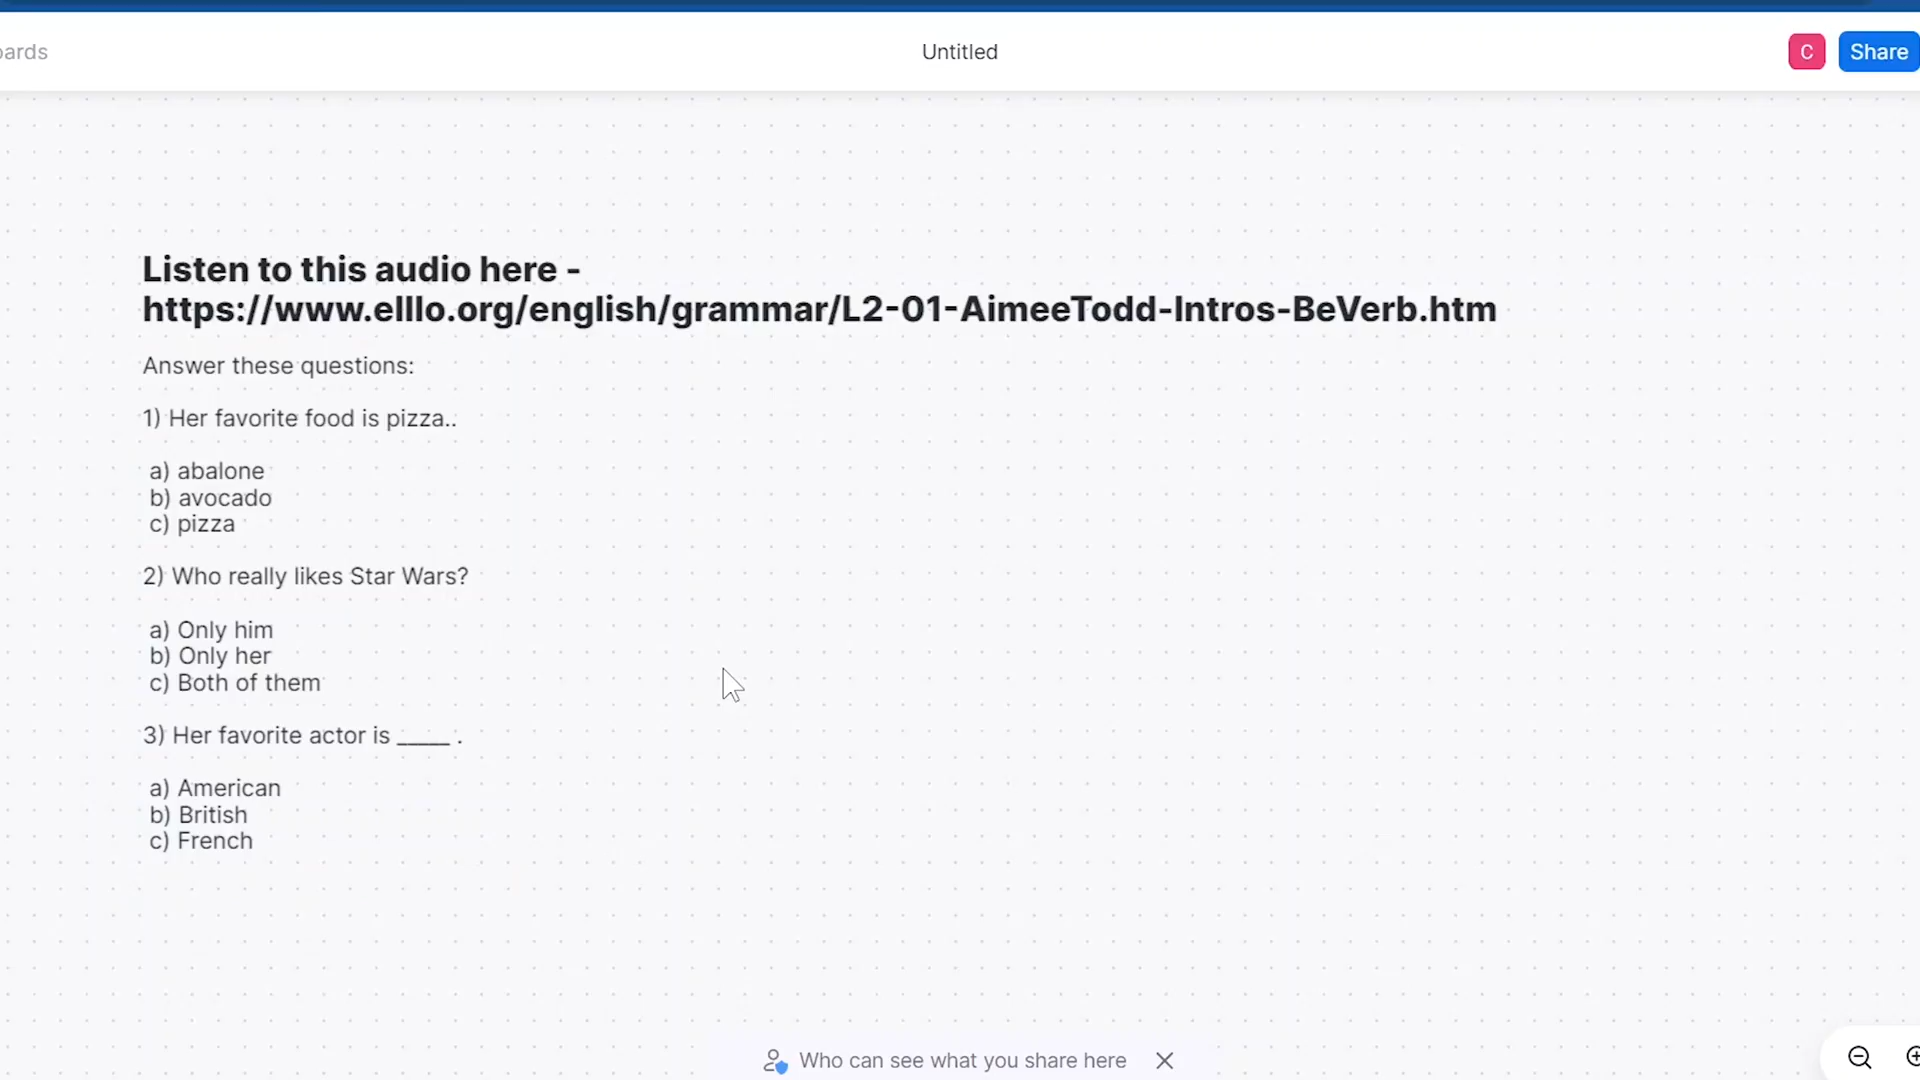 ards
Untitled
C
Share
Listen to this audio here -
https://www.elllo.org/english/grammar/L2-01-AimeeTodd-Intros-BeVerb.htm
Answer these questions:
1) Her favorite food is pizza..
a) abalone
b) avocado
c) pizza
2) Who really likes Star Wars?
a) Only him
b) Only her
c) Both of them
3) Her favorite actor is _____ .
a) American
b) British
c) French
Who can see what you share here